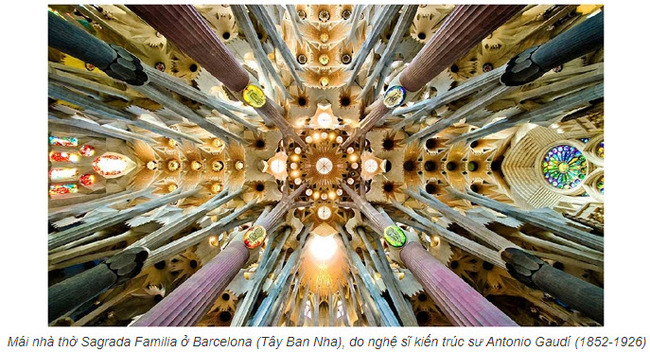 Mái nhà thờ Sagrada Familia ở Barcelona (Tây Ban Nha), do nghệ sĩ kiến trúc sư Antonio Gaudí (1852-1926)